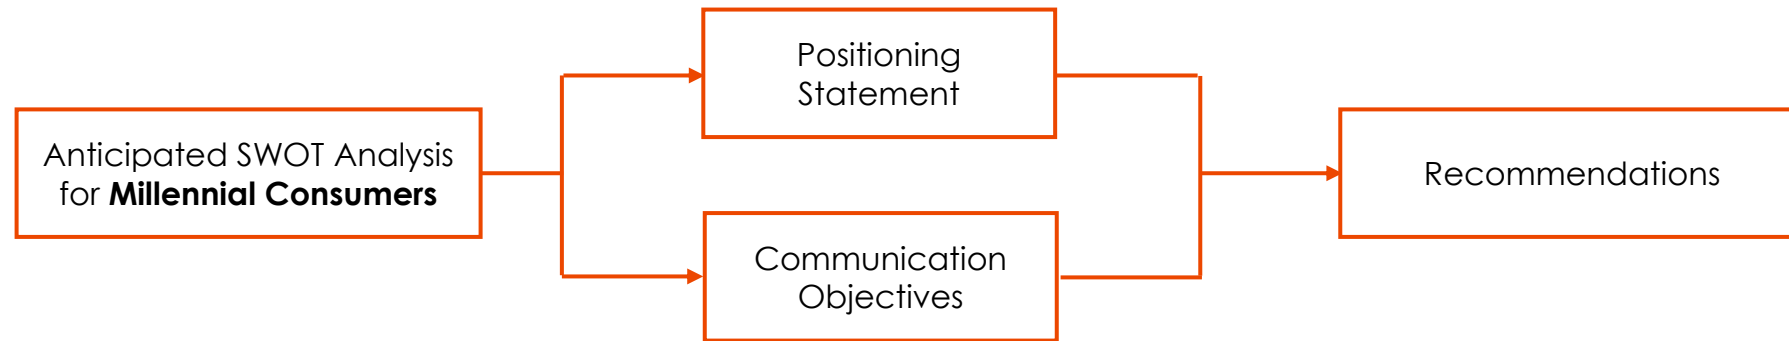 Anticipated SWOT Analysis
for Millennial Consumers
Positioning
Statement
Communication
Objectives
Recommendations